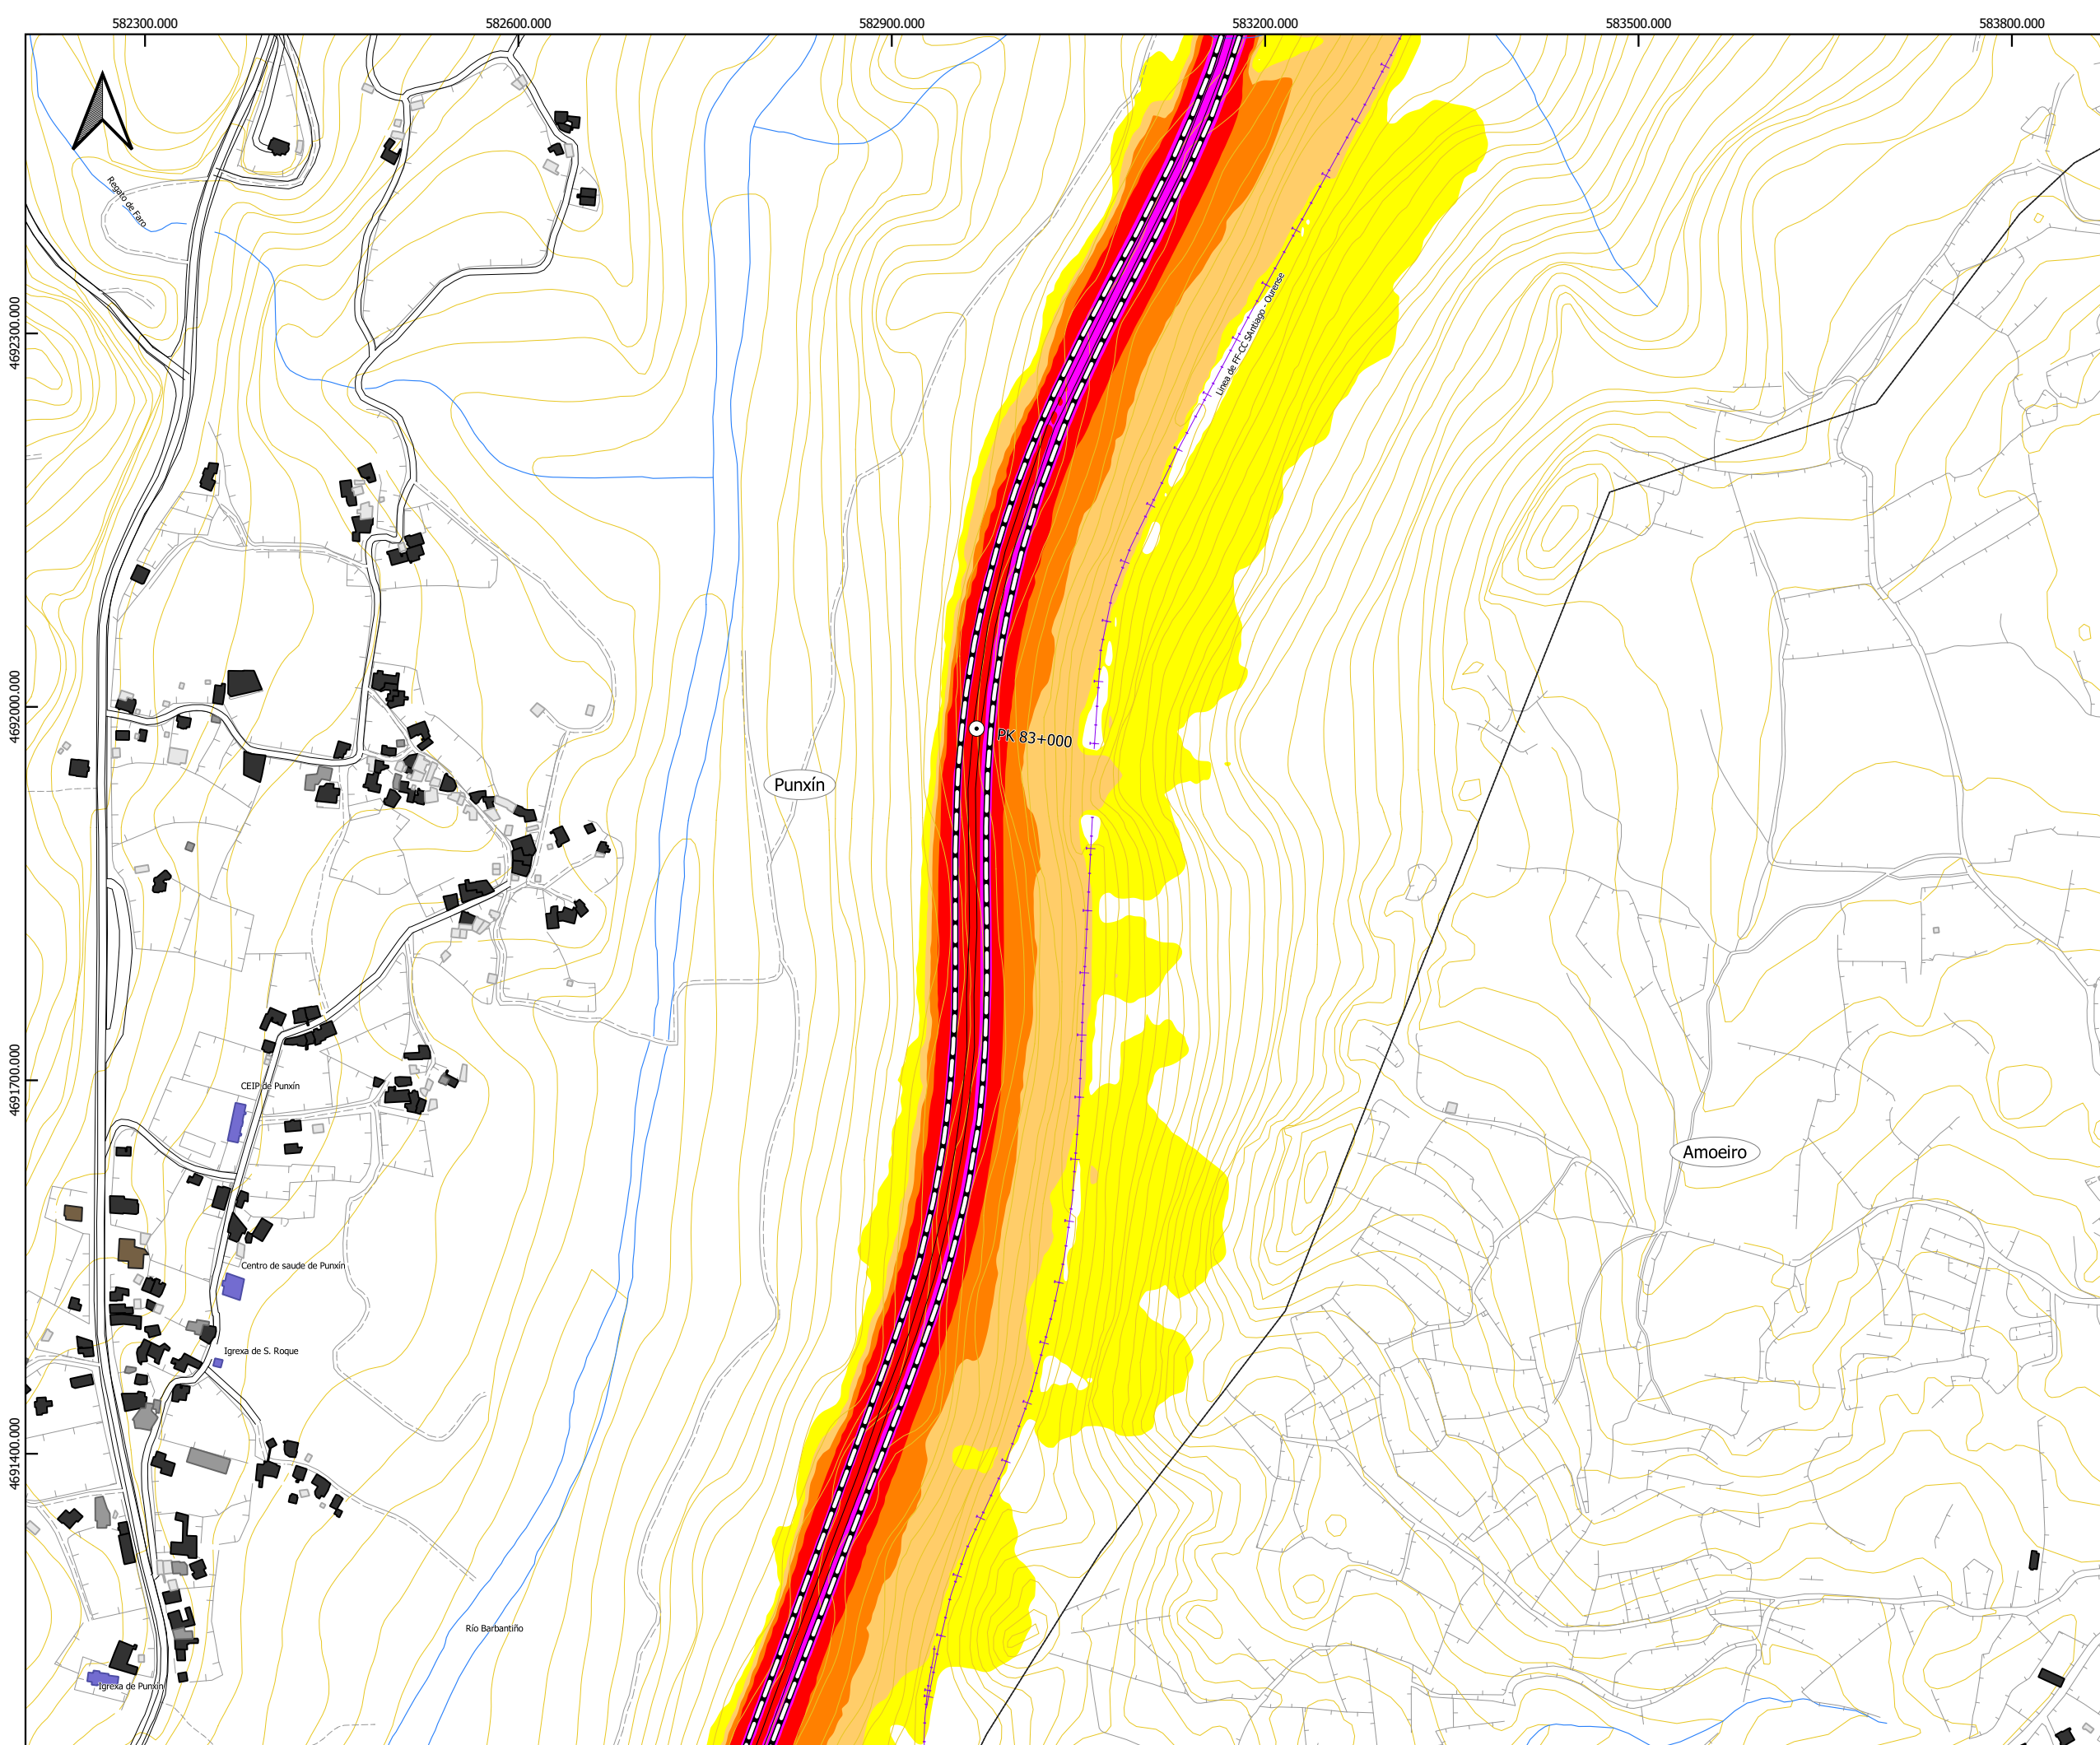 582300.000
582600.000
582900.000
583200.000
583500.000
583800.000
Regato de Faro
4692300.000
Linea de FF-CC SAntiago - Ourense
4692000.000
PK 83+000
Punxín
4691700.000
CEIP de Punxín
Amoeiro
Centro de saude de Punxín
Igrexa de S. Roque
4691400.000
Río Barbantiño
Igrexa de Punxín